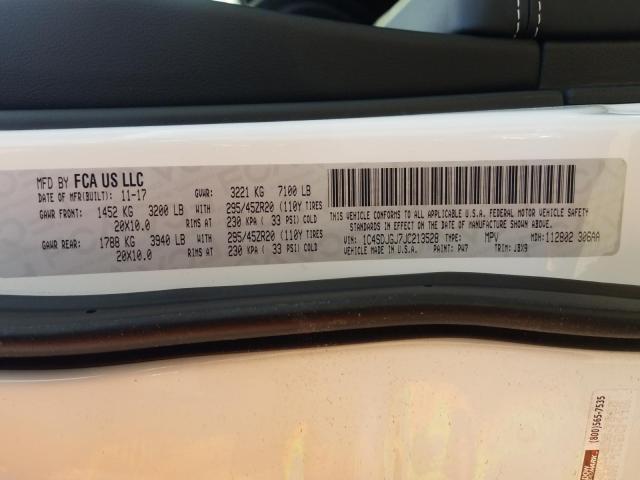 MFD BY FCA US LLC
DATE OF MFR(BUILT): 11-17 GVWR: 3221 KG 7100 LB
GAWR FRONT: 1452 KG 3200 LB WITH 295/45ZR20 (110Y TIRES
20X10.0 RIMS AT 230 KPA ( 33 PSI) COLD
GAWR REAR: 1788 KG 3940 LB WITH 295/45ZR20 (110Y TIRES
20X10.0 RIMS AT 230 KPA ( 33 PSI) COLD
THIS VEHICLE CONFORMS TO ALL APPLICABLE U.S.A. FEDERAL MOTOR VEHICLE SAFETY
STANDARDS IN EFFECT ON THE DATE OF MANUFACTURE SHOWN ABOVE.
VIN: 1C4SDJGJ7JC213528 TYPE: MPV MDH: 112802 306AA
VEHICLE MADE IN U.S.A. PAINT: PW7 TRIM: JBX9
(800)565-7535